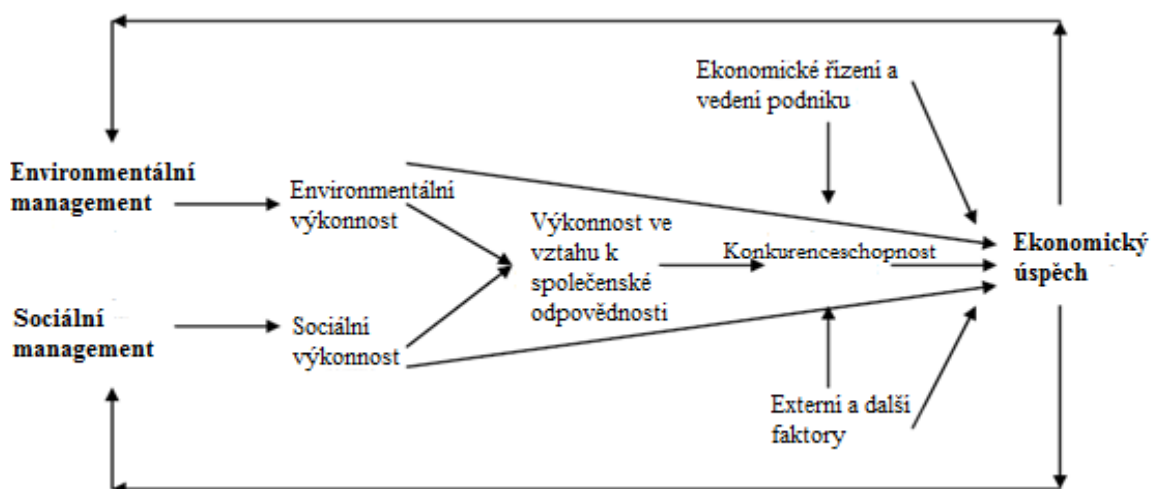 Ekonomické řízení a
vedení podniku
Environmentální
management
Environmentální
výkonnost
Výkonnost ve
vztahu k
společenské
odpovědnosti
Konkurenceschopnost
Ekonomický
úspěch
Sociální
management
Sociální
výkonnost
Externí a další
faktory